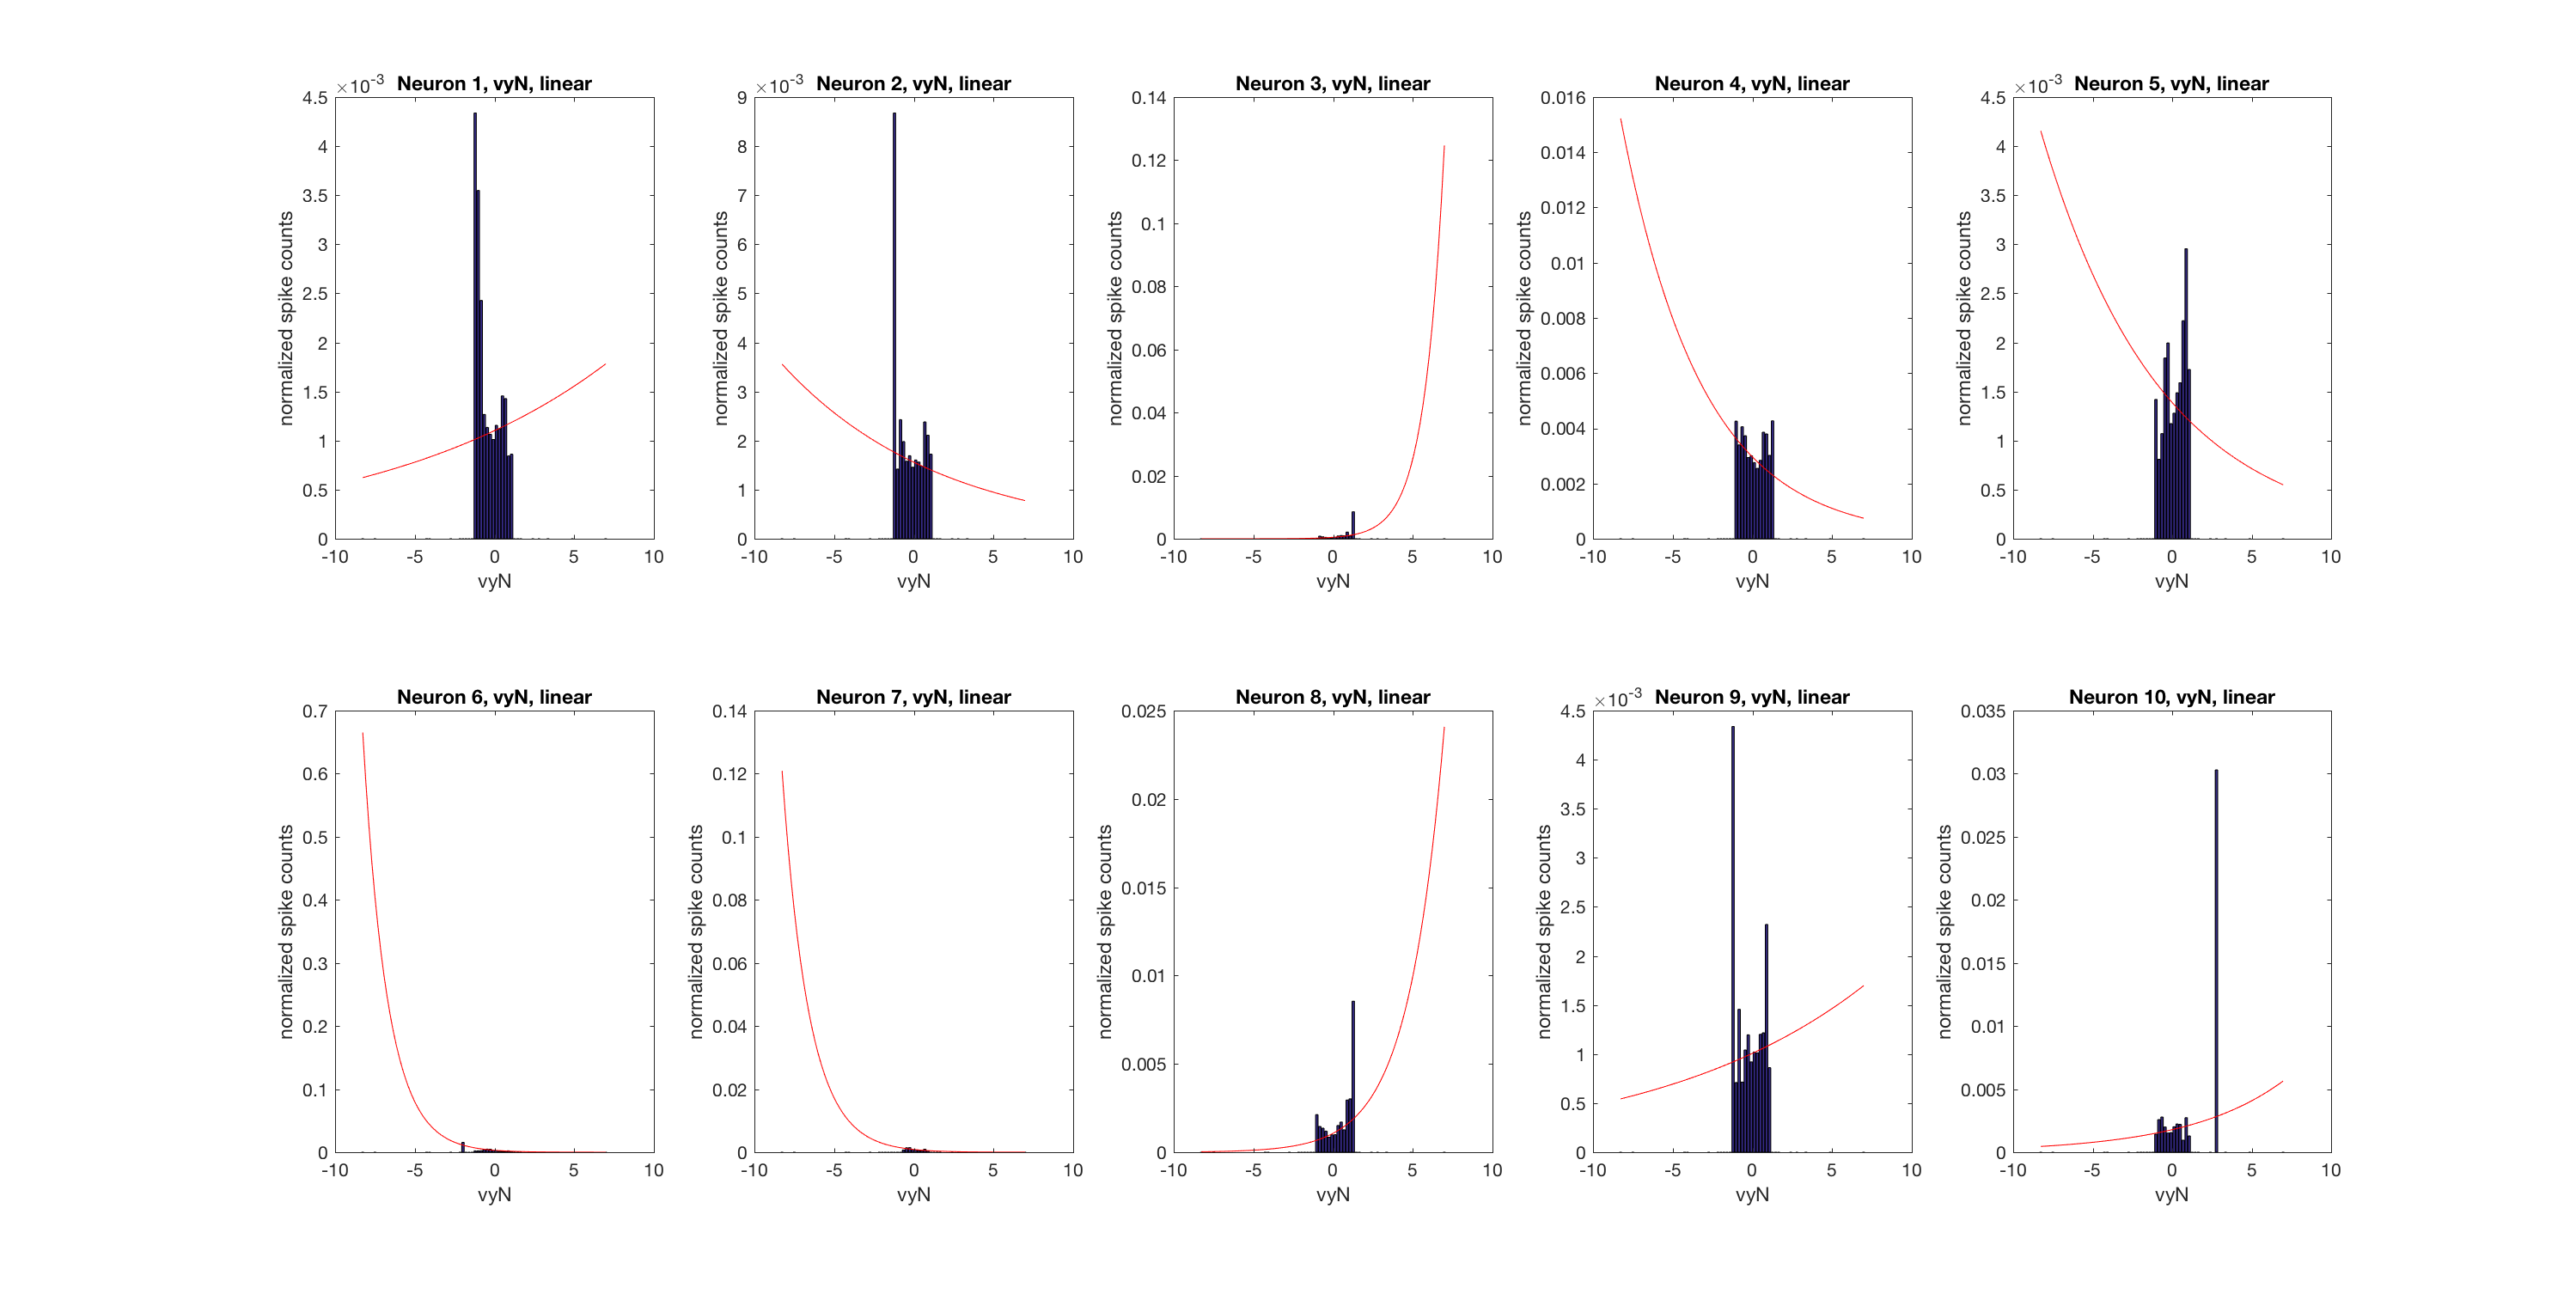 ×10-3 Neuron 1, vyN, linear
4.5
4
3.5
3
2.5
2
1.5
1
0.5
0
-10 -5 0 5 10
normalized spike counts
vyN
×10-3 Neuron 2, vyN, linear
9
8
7
6
5
4
3
2
1
0
-10 -5 0 5 10
normalized spike counts
vyN
Neuron 3, vyN, linear
0.14
0.12
0.1
0.08
0.06
0.04
0.02
0
-10 -5 0 5 10
normalized spike counts
vyN
Neuron 4, vyN, linear
0.016
0.014
0.012
0.01
0.008
0.006
0.004
0.002
0
-10 -5 0 5 10
normalized spike counts
vyN
×10-3 Neuron 5, vyN, linear
4.5
4
3.5
3
2.5
2
1.5
1
0.5
0
-10 -5 0 5 10
normalized spike counts
vyN
Neuron 6, vyN, linear
0.7
0.6
0.5
0.4
0.3
0.2
0.1
0
-10 -5 0 5 10
normalized spike counts
vyN
Neuron 7, vyN, linear
0.14
0.12
0.1
0.08
0.06
0.04
0.02
0
-10 -5 0 5 10
normalized spike counts
vyN
Neuron 8, vyN, linear
0.025
0.02
0.015
0.01
0.005
0
-10 -5 0 5 10
normalized spike counts
vyN
×10-3 Neuron 9, vyN, linear
4.5
4
3.5
3
2.5
2
1.5
1
0.5
0
-10 -5 0 5 10
normalized spike counts
vyN
Neuron 10, vyN, linear
0.035
0.03
0.025
0.02
0.015
0.01
0.005
0
-10 -5 0 5 10
normalized spike counts
vyN